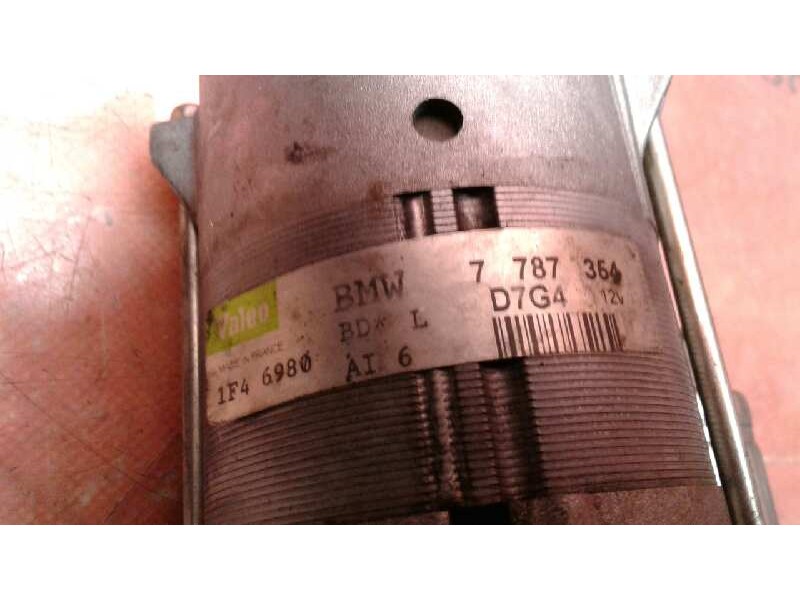 Valeo
MADE IN FRANCE
BMW 7 787 354
BD* L D7G4 12V
1F4 6980 AI 6